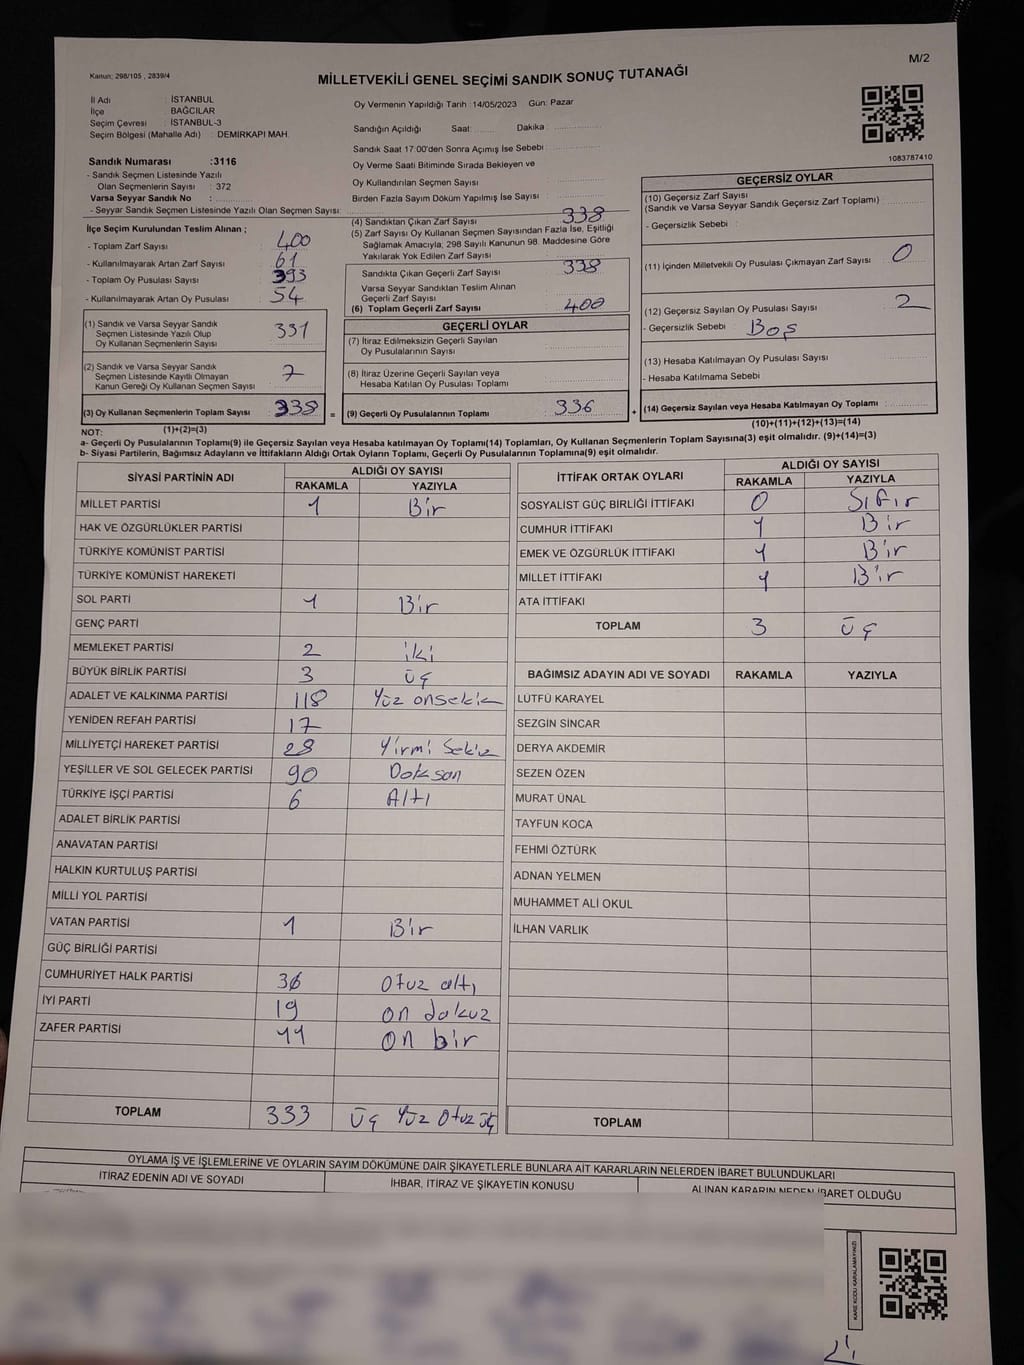 Kanun; 298/105 , 2839/4
M/2
MİLLETVEKİLİ GENEL SEÇİMİ SANDIK SONUÇ TUTANAĞI
İl Adı : İSTANBUL
İlçe : BAĞCILAR
Seçim Çevresi : İSTANBUL-3
Seçim Bölgesi (Mahalle Adı) : DEMİRKAPI MAH.
Sandık Numarası :3116
- Sandık Seçmen Listesinde Yazılı
Olan Seçmenlerin Sayısı : 372
Varsa Seyyar Sandık No :
- Seyyar Sandık Seçmen Listesinde Yazılı Olan Seçmen Sayısı:
Oy Vermenin Yapıldığı Tarih :14/05/2023 Gün: Pazar
Sandığın Açıldığı Saat: Dakika
Sandık Saat 17:00'den Sonra Açımış İse Sebebi :
Oy Verme Saati Bitiminde Sırada Bekleyen ve
Oy Kullandırılan Seçmen Sayısı
Birden Fazla Sayım Döküm Yapılmış İse Sayım
1083787410
İlçe Seçim Kurulundan Teslim Alınan ;
- Toplam Zarf Sayısı : 400
- Kullanılmayarak Artan Zarf Sayısı : 61
- Toplam Oy Pusulası Sayısı : 393
- Kullanılmayarak Artan Oy Pusulası : 54
(1) Sandık ve Varsa Seyyar Sandık
Seçmen Listesinde Yazılı Olup
Oy Kullanan Seçmenlerin Sayısı 331
(2) Sandık ve Varsa Seyyar Sandık
Seçmen Listesinde Kayıtlı Olmayan
Kanun Gereği Oy Kullanan Seçmen Sayısı 7
(3) Oy Kullanan Seçmenlerin Toplam Sayısı 338
(1)+(2)=(3)
(4) Sandıktan Çıkan Zarf Sayısı 338
(5) Zarf Sayısı Oy Kullanan Seçmen Sayısından Fazla İse, Eşitliği
Sağlamak Amacıyla, 298 Sayılı Kanunun 98. Maddesine Göre
Yakılarak Yok Edilen Zarf Sayısı
Sandıkta Çıkan Geçerli Zarf Sayısı 338
Varsa Seyyar Sandıktan Teslim Alınan
Geçerli Zarf Sayısı
(6) Toplam Geçerli Zarf Sayısı 400
GEÇERLİ OYLAR
(7) İtiraz Edilmeksizin Geçerli Sayılan
Oy Pusulalarının Sayısı
(8) İtiraz Üzerine Geçerli Sayılan veya
Hesaba Katılan Oy Pusulası Toplamı
= (9) Geçerli Oy Pusulalarının Toplamı 336 +
GEÇERSİZ OYLAR
(10) Geçersiz Zarf Sayısı
(Sandık ve Varsa Seyyar Sandık Geçersiz Zarf Toplamı)
- Geçersizlik Sebebi
(11) İçinden Milletvekili Oy Pusulası Çıkmayan Zarf Sayısı 0
(12) Geçersiz Sayılan Oy Pusulası Sayısı 2
- Geçersizlik Sebebi : Boş
(13) Hesaba Katılmayan Oy Pusulası Sayısı
- Hesaba Katılmama Sebebi
(14) Geçersiz Sayılan veya Hesaba Katılmayan Oy Toplamı
(10)+(11)+(12)+(13)=(14)
NOT:
a- Geçerli Oy Pusulalarının Toplamı(9) ile Geçersiz Sayılan veya Hesaba katılmayan Oy Toplamı(14) Toplamları, Oy Kullanan Seçmenlerin Toplam Sayısına(3) eşit olmalıdır. (9)+(14)=(3)
b- Siyasi Partilerin, Bağımsız Adayların ve İttifakların Aldığı Ortak Oyların Toplamı, Geçerli Oy Pusulalarının Toplamına(9) eşit olmalıdır.
SİYASİ PARTİNİN ADI ALDIĞI OY SAYISI
RAKAMLA YAZIYLA
MİLLET PARTİSİ 1 Bir
HAK VE ÖZGÜRLÜKLER PARTİSİ
TÜRKİYE KOMÜNİST PARTİSİ
TÜRKİYE KOMÜNİST HAREKETİ
SOL PARTİ 1 Bir
GENÇ PARTİ
MEMLEKET PARTİSİ 2 iki
BÜYÜK BİRLİK PARTİSİ 3 üç
ADALET VE KALKINMA PARTİSİ 118 Yüz onsekiz
YENİDEN REFAH PARTİSİ 17
MİLLİYETÇİ HAREKET PARTİSİ 28 Yirmi Sekiz
YEŞİLLER VE SOL GELECEK PARTİSİ 90 Doksan
TÜRKİYE İŞÇİ PARTİSİ 6 Altı
ADALET BİRLİK PARTİSİ
ANAVATAN PARTİSİ
HALKIN KURTULUŞ PARTİSİ
MİLLİ YOL PARTİSİ
VATAN PARTİSİ 1 Bir
GÜÇ BİRLİĞİ PARTİSİ
CUMHURİYET HALK PARTİSİ 36 Otuz altı
İYİ PARTİ 19 on dokuz
ZAFER PARTİSİ 11 on bir
TOPLAM 333 Üç Yüz Otuz üç
İTTİFAK ORTAK OYLARI ALDIĞI OY SAYISI
RAKAMLA YAZIYLA
SOSYALİST GÜÇ BİRLİĞİ İTTİFAKI 0 Sıfır
CUMHUR İTTİFAKI 1 Bir
EMEK VE ÖZGÜRLÜK İTTİFAKI 1 Bir
MİLLET İTTİFAKI 1 Bir
ATA İTTİFAKI
TOPLAM 3 üç
BAĞIMSIZ ADAYIN ADI VE SOYADI RAKAMLA YAZIYLA
LÜTFÜ KARAYEL
SEZGİN SİNCAR
DERYA AKDEMİR
SEZEN ÖZEN
MURAT ÜNAL
TAYFUN KOCA
FEHMİ ÖZTÜRK
ADNAN YELMEN
MUHAMMET ALİ OKUL
İLHAN VARLIK
TOPLAM
OYLAMA İŞ VE İŞLEMLERİNE VE OYLARIN SAYIM DÖKÜMÜNE DAİR ŞİKAYETLERLE BUNLARA AİT KARARLARIN NELERDEN İBARET BULUNDUKLARI
İTİRAZ EDENİN ADI VE SOYADI İHBAR, İTİRAZ VE ŞİKAYETİN KONUSU ALINAN KARARIN NEDEN İBARET OLDUĞU
KARE KODU KARALAMAYINIZ!